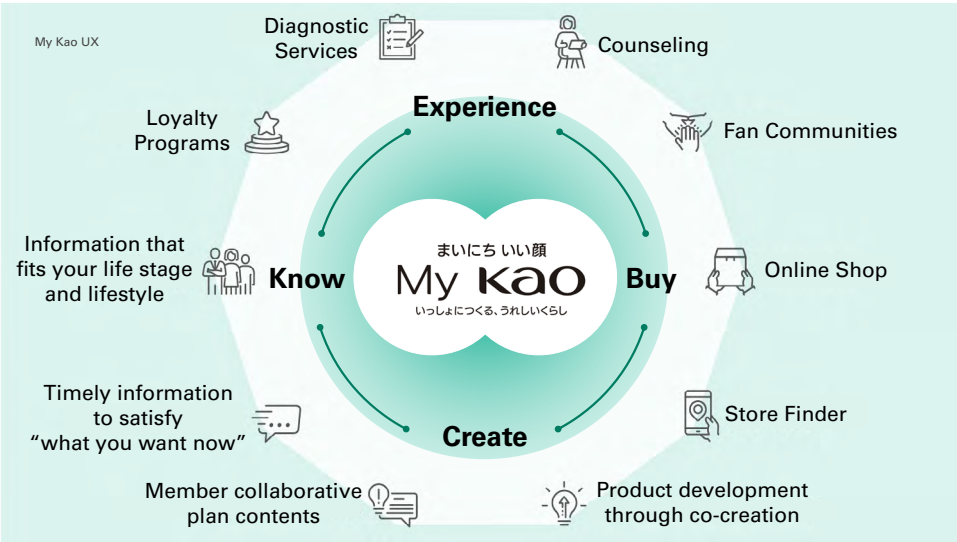 My Kao UX
Diagnostic
Services
Counseling
Experience
Loyalty
Programs
Fan Communities
Information that
fits your life stage
and lifestyle
Know
まいにち いい顔
My Kao
いっしょにつくる、うれしいくらし
Buy
Online Shop
Timely information
to satisfy
“what you want now”
Create
Store Finder
Member collaborative
plan contents
Product development
through co-creation